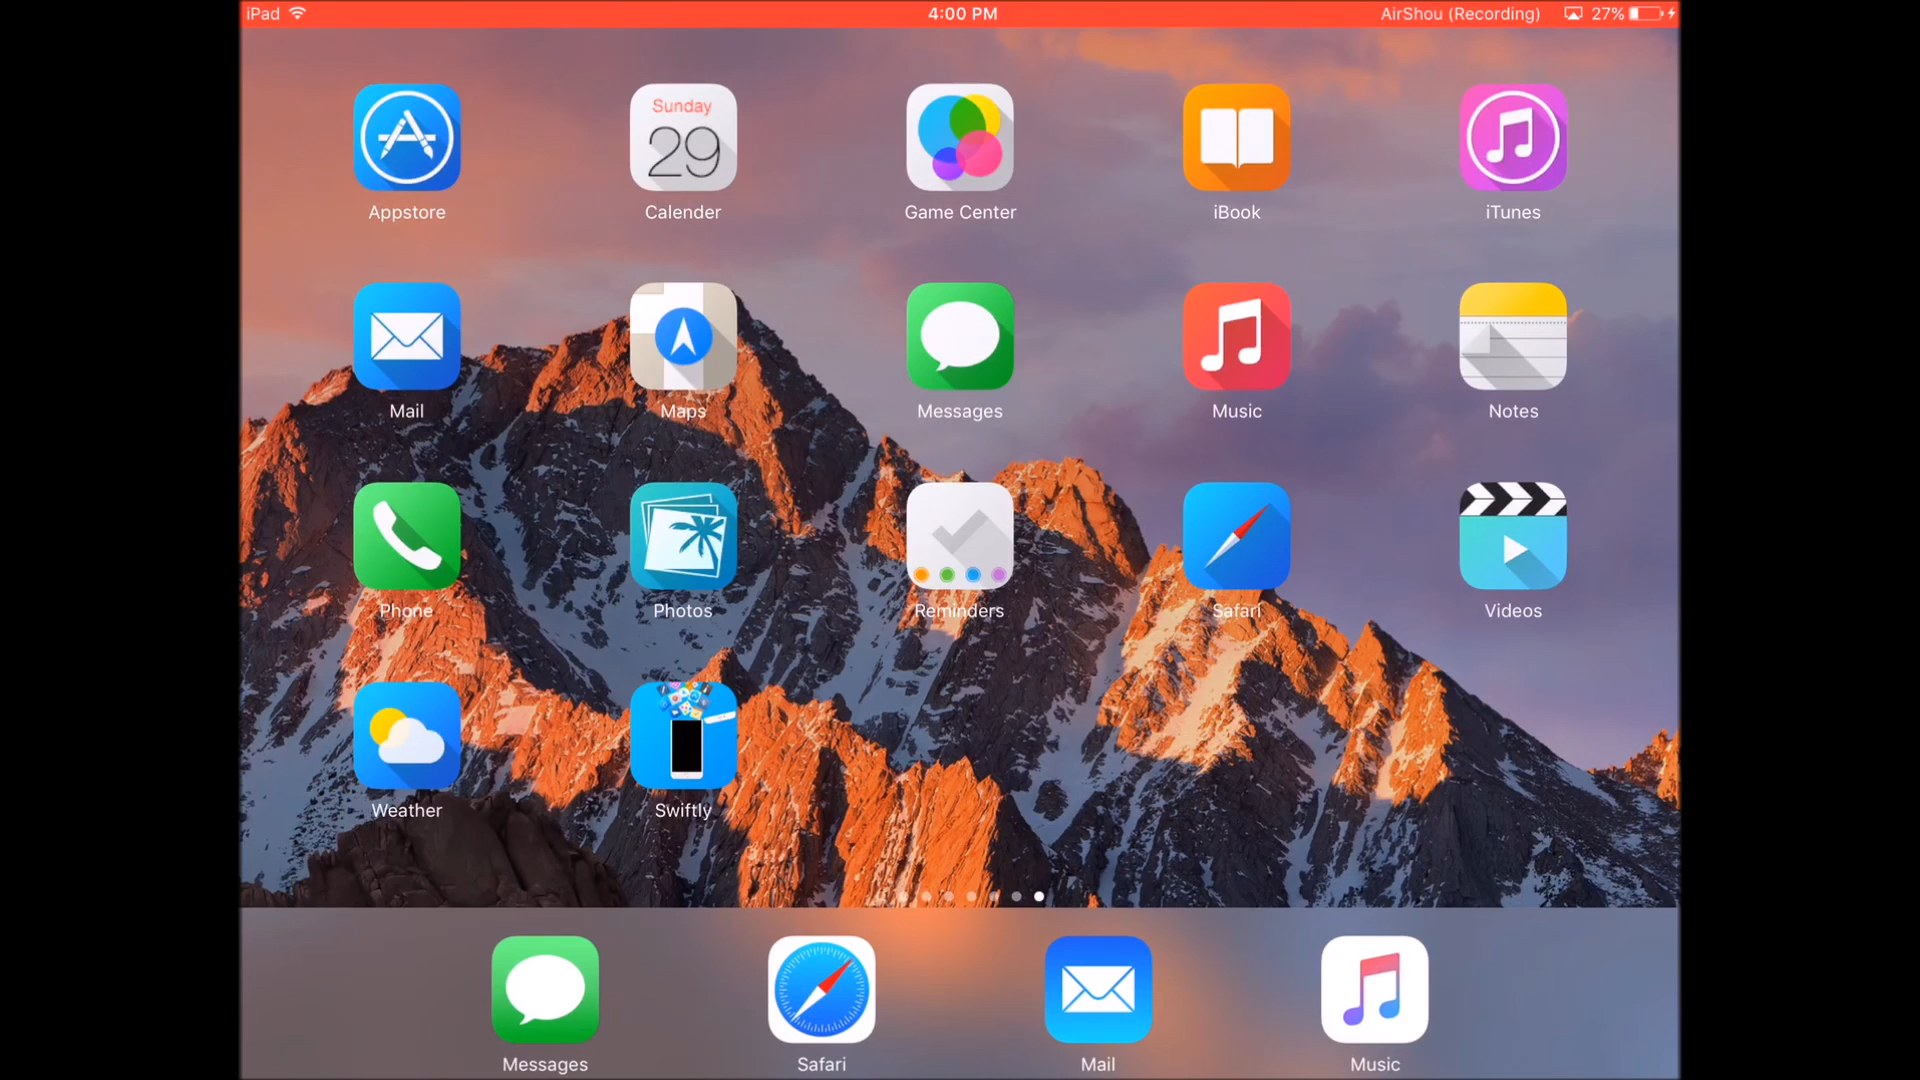 iPad 4:00 PM AirShou (Recording) 27%
Sunday
29
Appstore Calender Game Center iBook iTunes
Mail Maps Messages Music Notes
Phone Photos Reminders Safari Videos
Weather Swiftly
Messages Safari Mail Music